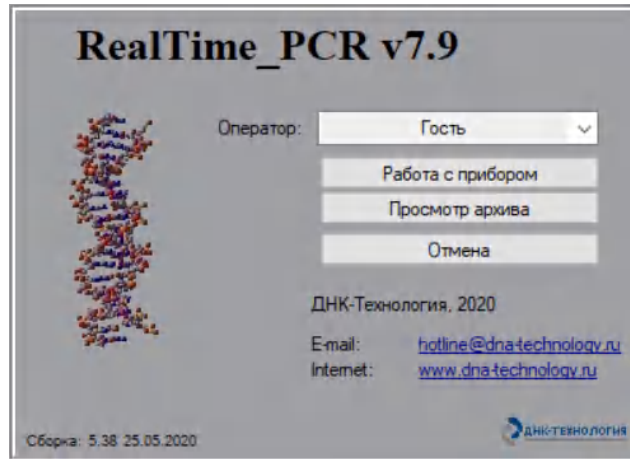 RealTime_PCR v7.9
Оператор: Гость
Работа с прибором
Просмотр архива
Отмена
ДНК-Технология, 2020
E-mail: hotline@dna-technology.ru
Internet: www.dna-technology.ru
Сборка: 5.38 25.05.2020
ДНК-ТЕХНОЛОГИЯ